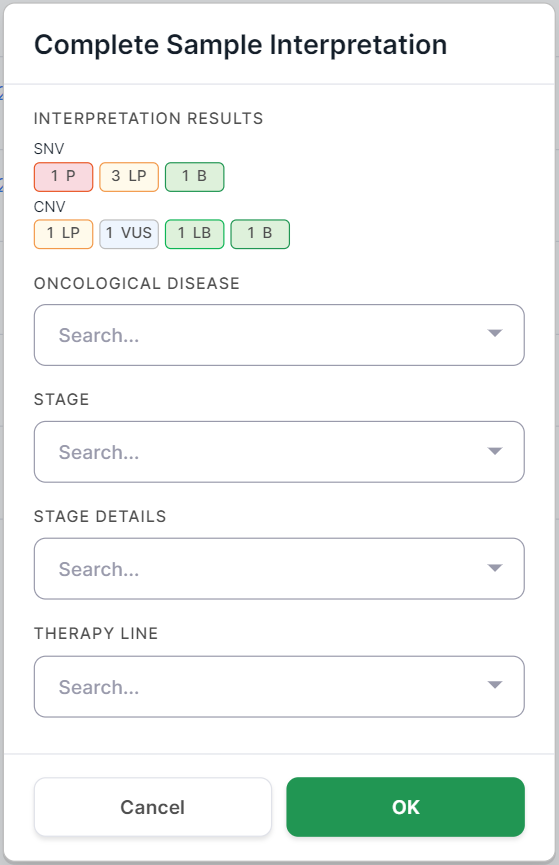 Complete Sample Interpretation
INTERPRETATION RESULTS
SNV
1 P 3 LP 1 B
CNV
1 LP 1 VUS 1 LB 1 B
ONCOLOGICAL DISEASE
Search...
STAGE
Search...
STAGE DETAILS
Search...
THERAPY LINE
Search...
Cancel OK